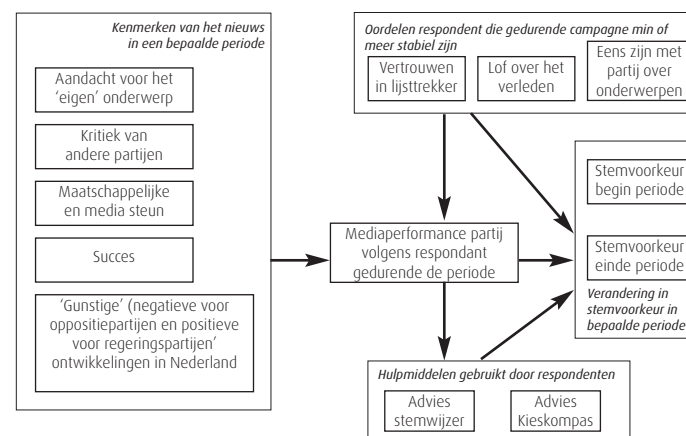 Kenmerken van het nieuws
in een bepaalde periode
Aandacht voor het
‘eigen’ onderwerp
Kritiek van
andere partijen
Maatschappelijke
en media steun
Succes
‘Gunstige’ (negatieve voor
oppositiepartijen en positieve
voor regeringspartijen’
ontwikkelingen in Nederland
Oordelen respondent die gedurende campagne min of
meer stabiel zijn
Vertrouwen
in lijsttrekker
Lof over het
verleden
Eens zijn met
partij over
onderwerpen
Mediaperformance partij
volgens respondant
gedurende de periode
Stemvoorkeur
begin periode
Stemvoorkeur
einde periode
Verandering in
stemvoorkeur in
bepaalde periode
Hulpmiddelen gebruikt door respondenten
Advies
stemwijzer
Advies
Kieskompas